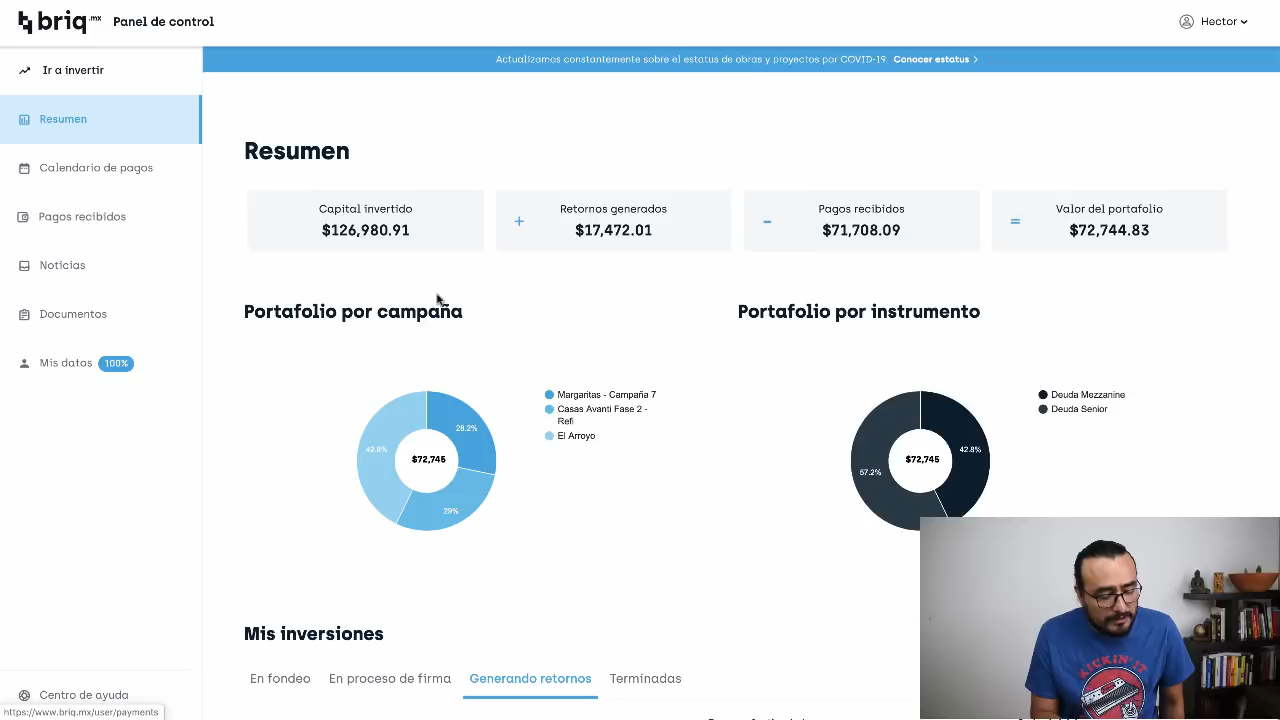 briq.mx Panel de control
Hector
Ir a invertir
Actualizamos constantemente sobre el estatus de obras y proyectos por COVID-19. Conocer estatus
Resumen
Calendario de pagos
Pagos recibidos
Noticias
Documentos
Mis datos 100%
Centro de ayuda
https://www.briq.mx/user/payments
Resumen
Capital invertido
$126,980.91
+
Retornos generados
$17,472.01
-
Pagos recibidos
$71,708.09
=
Valor del portafolio
$72,744.83
Portafolio por campaña
28.2%
42.8%
29%
$72,745
Margaritas - Campaña 7
Casas Avanti Fase 2 -
Refi
El Arroyo
Portafolio por instrumento
42.8%
57.2%
$72,745
Deuda Mezzanine
Deuda Senior
Mis inversiones
En fondeo En proceso de firma Generando retornos Terminadas
KICKIN' IT